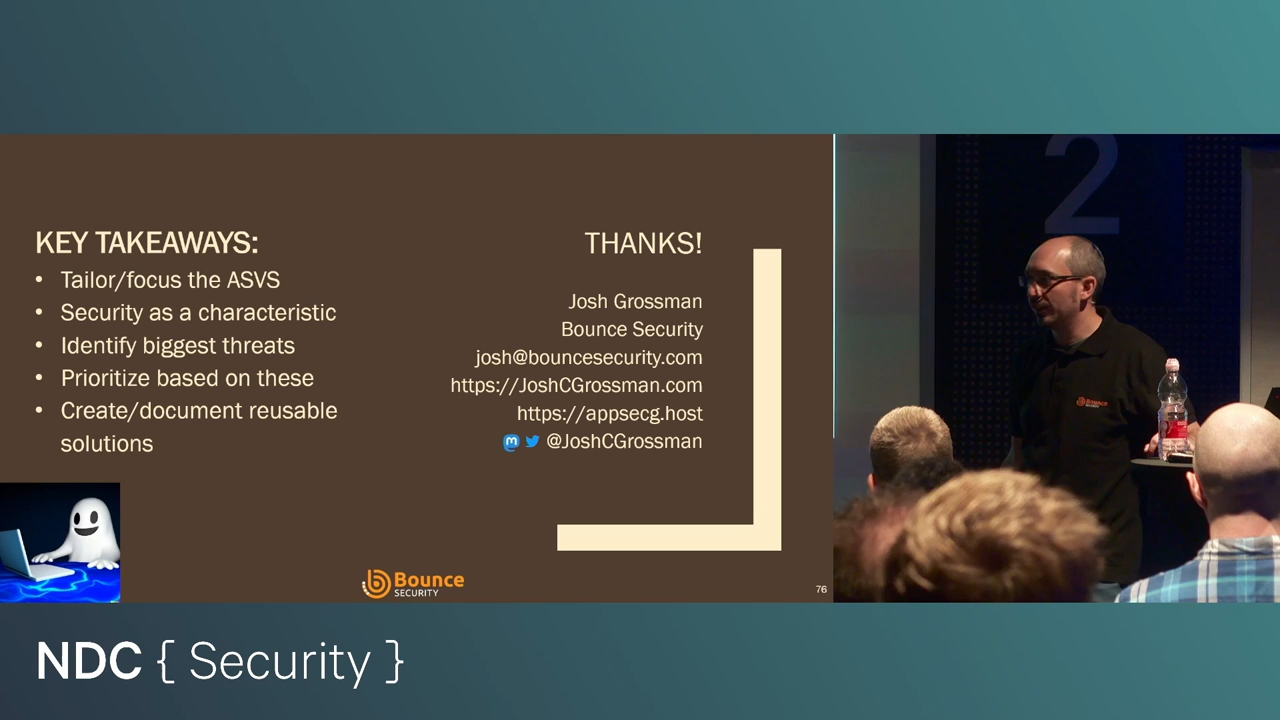 KEY TAKEAWAYS:
• Tailor/focus the ASVS
• Security as a characteristic
• Identify biggest threats
• Prioritize based on these
• Create/document reusable
solutions
THANKS!
Josh Grossman
Bounce Security
josh@bouncesecurity.com
https://JoshCGrossman.com
https://appsecg.host
@JoshCGrossman
Bounce
SECURITY
76
2
Bounce
NDC { Security }